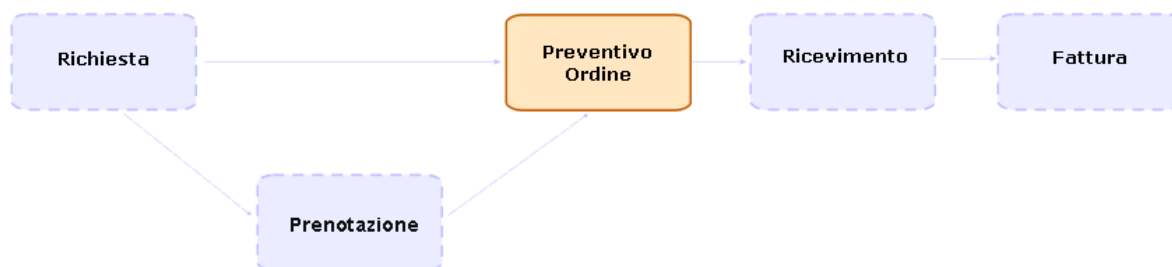 Richiesta
Preventivo
Ordine
Ricevimento
Fattura
Prenotazione